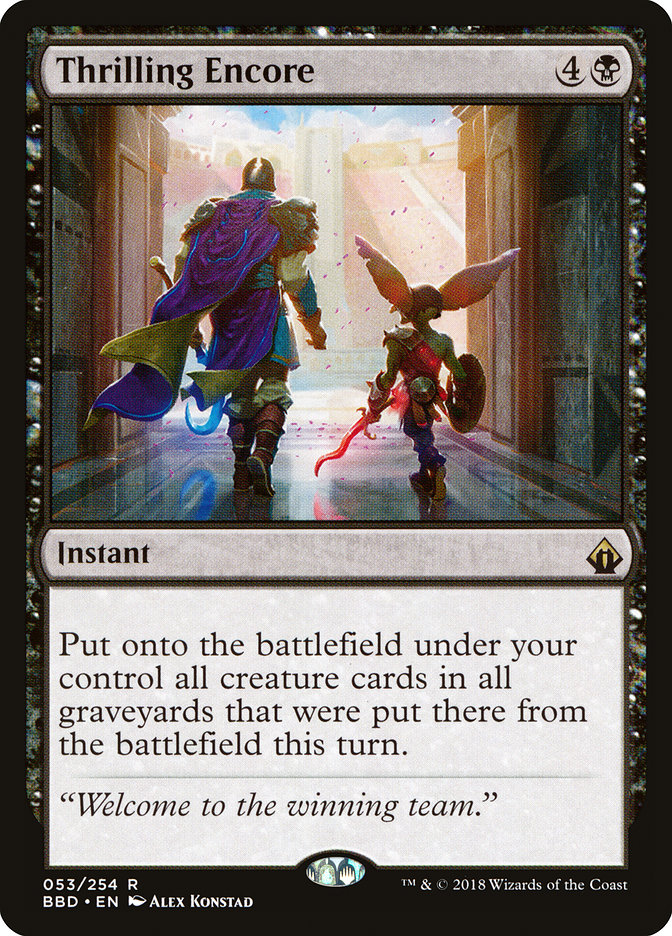 Thrilling Encore 4
Instant
Put onto the battlefield under your
control all creature cards in all
graveyards that were put there from
the battlefield this turn.
“Welcome to the winning team.”
053/254 R
™ & © 2018 Wizards of the Coast
BBD • EN Alex Konstad